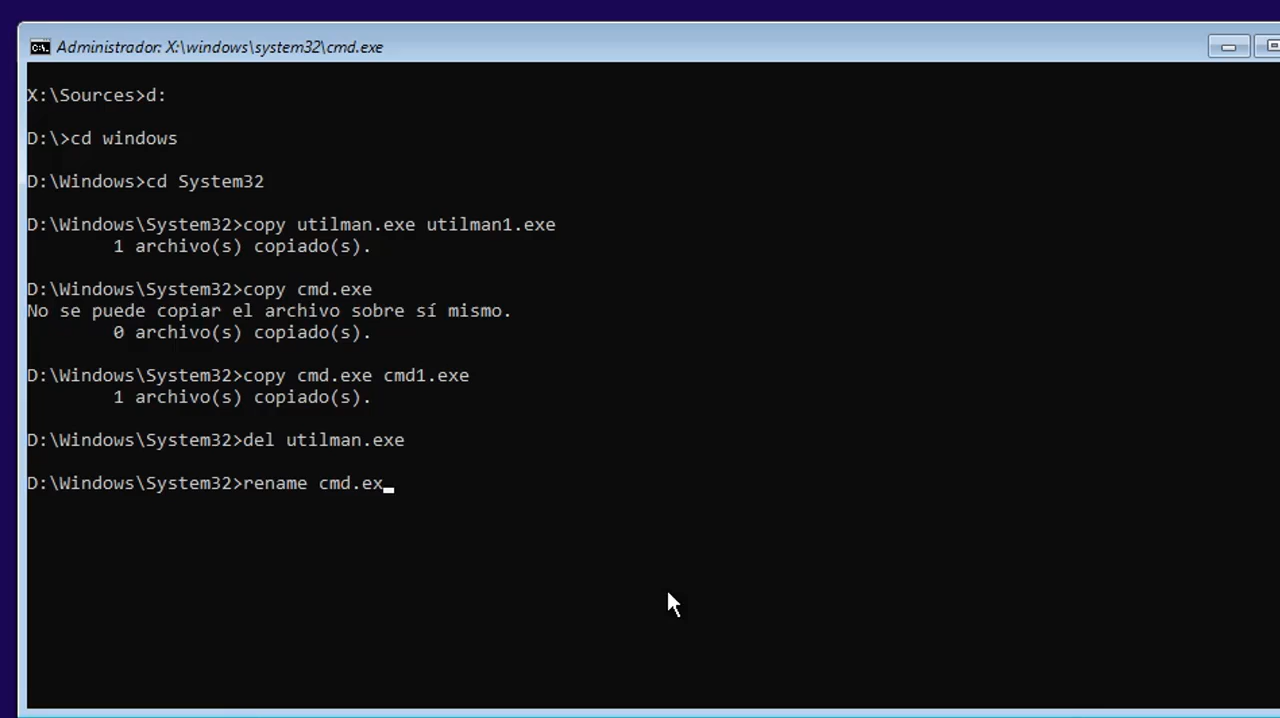 Administrador: X:\windows\system32\cmd.exe
X:\Sources>d:
D:\>cd windows
D:\Windows>cd System32
D:\Windows\System32>copy utilman.exe utilman1.exe
1 archivo(s) copiado(s).
D:\Windows\System32>copy cmd.exe
No se puede copiar el archivo sobre sí mismo.
0 archivo(s) copiado(s).
D:\Windows\System32>copy cmd.exe cmd1.exe
1 archivo(s) copiado(s).
D:\Windows\System32>del utilman.exe
D:\Windows\System32>rename cmd.ex